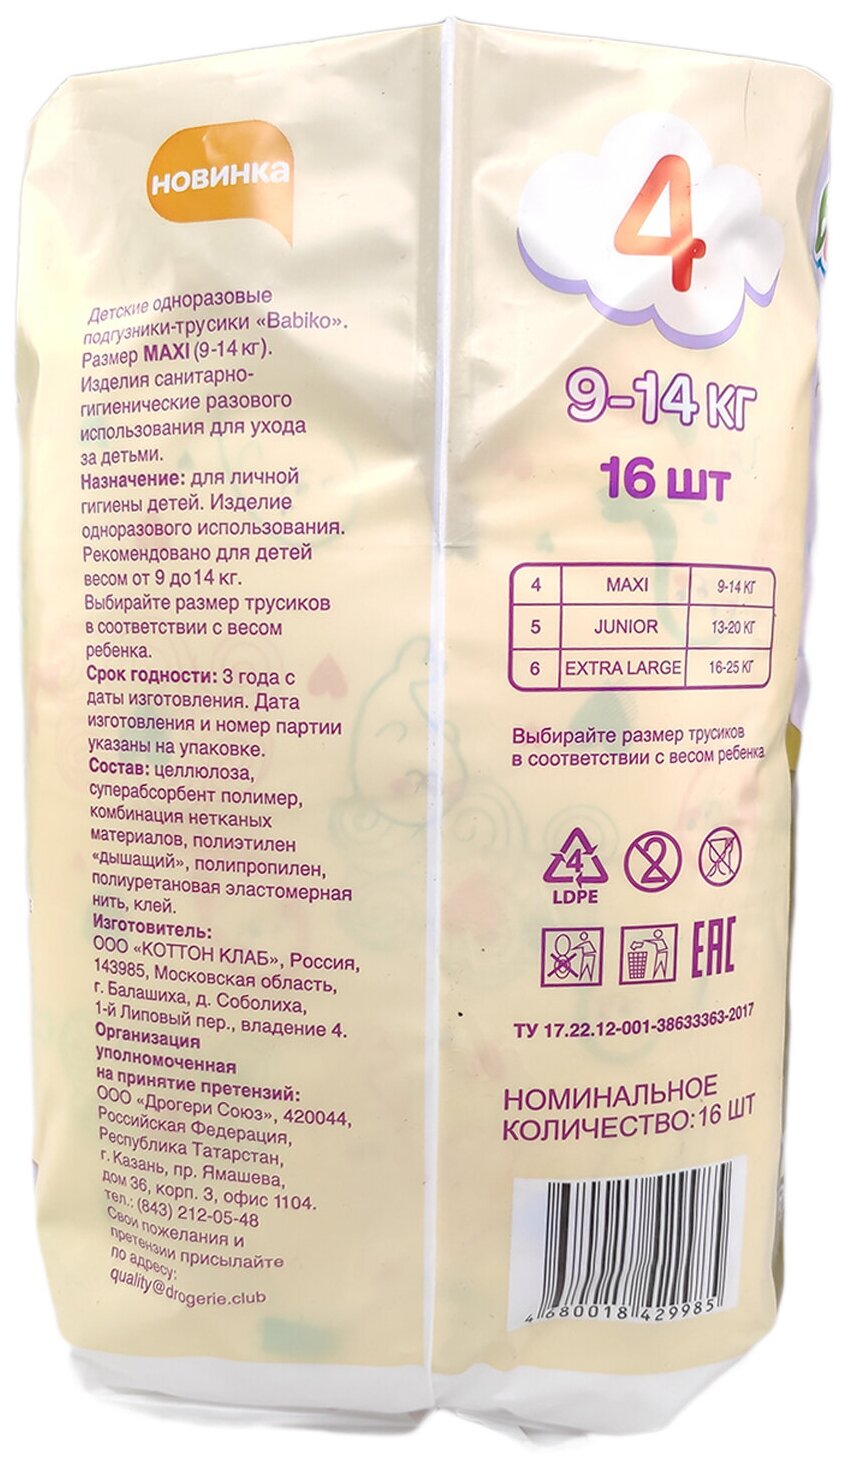 новинка
Детские одноразовые
подгузники-трусики «Babiko».
Размер MAXI (9-14 кг).
Изделия санитарно-
гигиенические разового
использования для ухода
за детьми.
Назначение: для личной
гигиены детей. Изделие
одноразового использования.
Рекомендовано для детей
весом от 9 до 14 кг.
Выбирайте размер трусиков
в соответствии с весом
ребенка.
Срок годности: 3 года с
даты изготовления. Дата
изготовления и номер партии
указаны на упаковке.
Состав: целлюлоза,
суперабсорбент полимер,
комбинация нетканых
материалов, полиэтилен
«дышащий», полипропилен,
полиуретановая эластомерная
нить, клей.
Изготовитель:
ООО «КОТТОН КЛАБ», Россия,
143985, Московская область,
г. Балашиха, д. Соболиха,
1-й Липовый пер., владение 4.
Организация
уполномоченная
на принятие претензий:
ООО «Дрогери Союз», 420044,
Российская Федерация,
Республика Татарстан,
г. Казань, пр. Ямашева,
дом 36, корп. 3, офис 1104.
тел.: (843) 212-05-48
Свои пожелания и
претензии присылайте
по адресу:
quality@drogerie.club
4
9-14 кг
16 шт
4 MAXI 9-14 КГ
5 JUNIOR 13-20 КГ
6 EXTRA LARGE 16-25 КГ
Выбирайте размер трусиков
в соответствии с весом ребенка
4
LDPE
2
EAC
ТУ 17.22.12-001-38633363-2017
НОМИНАЛЬНОЕ
КОЛИЧЕСТВО: 16 ШТ
4 680018 429985